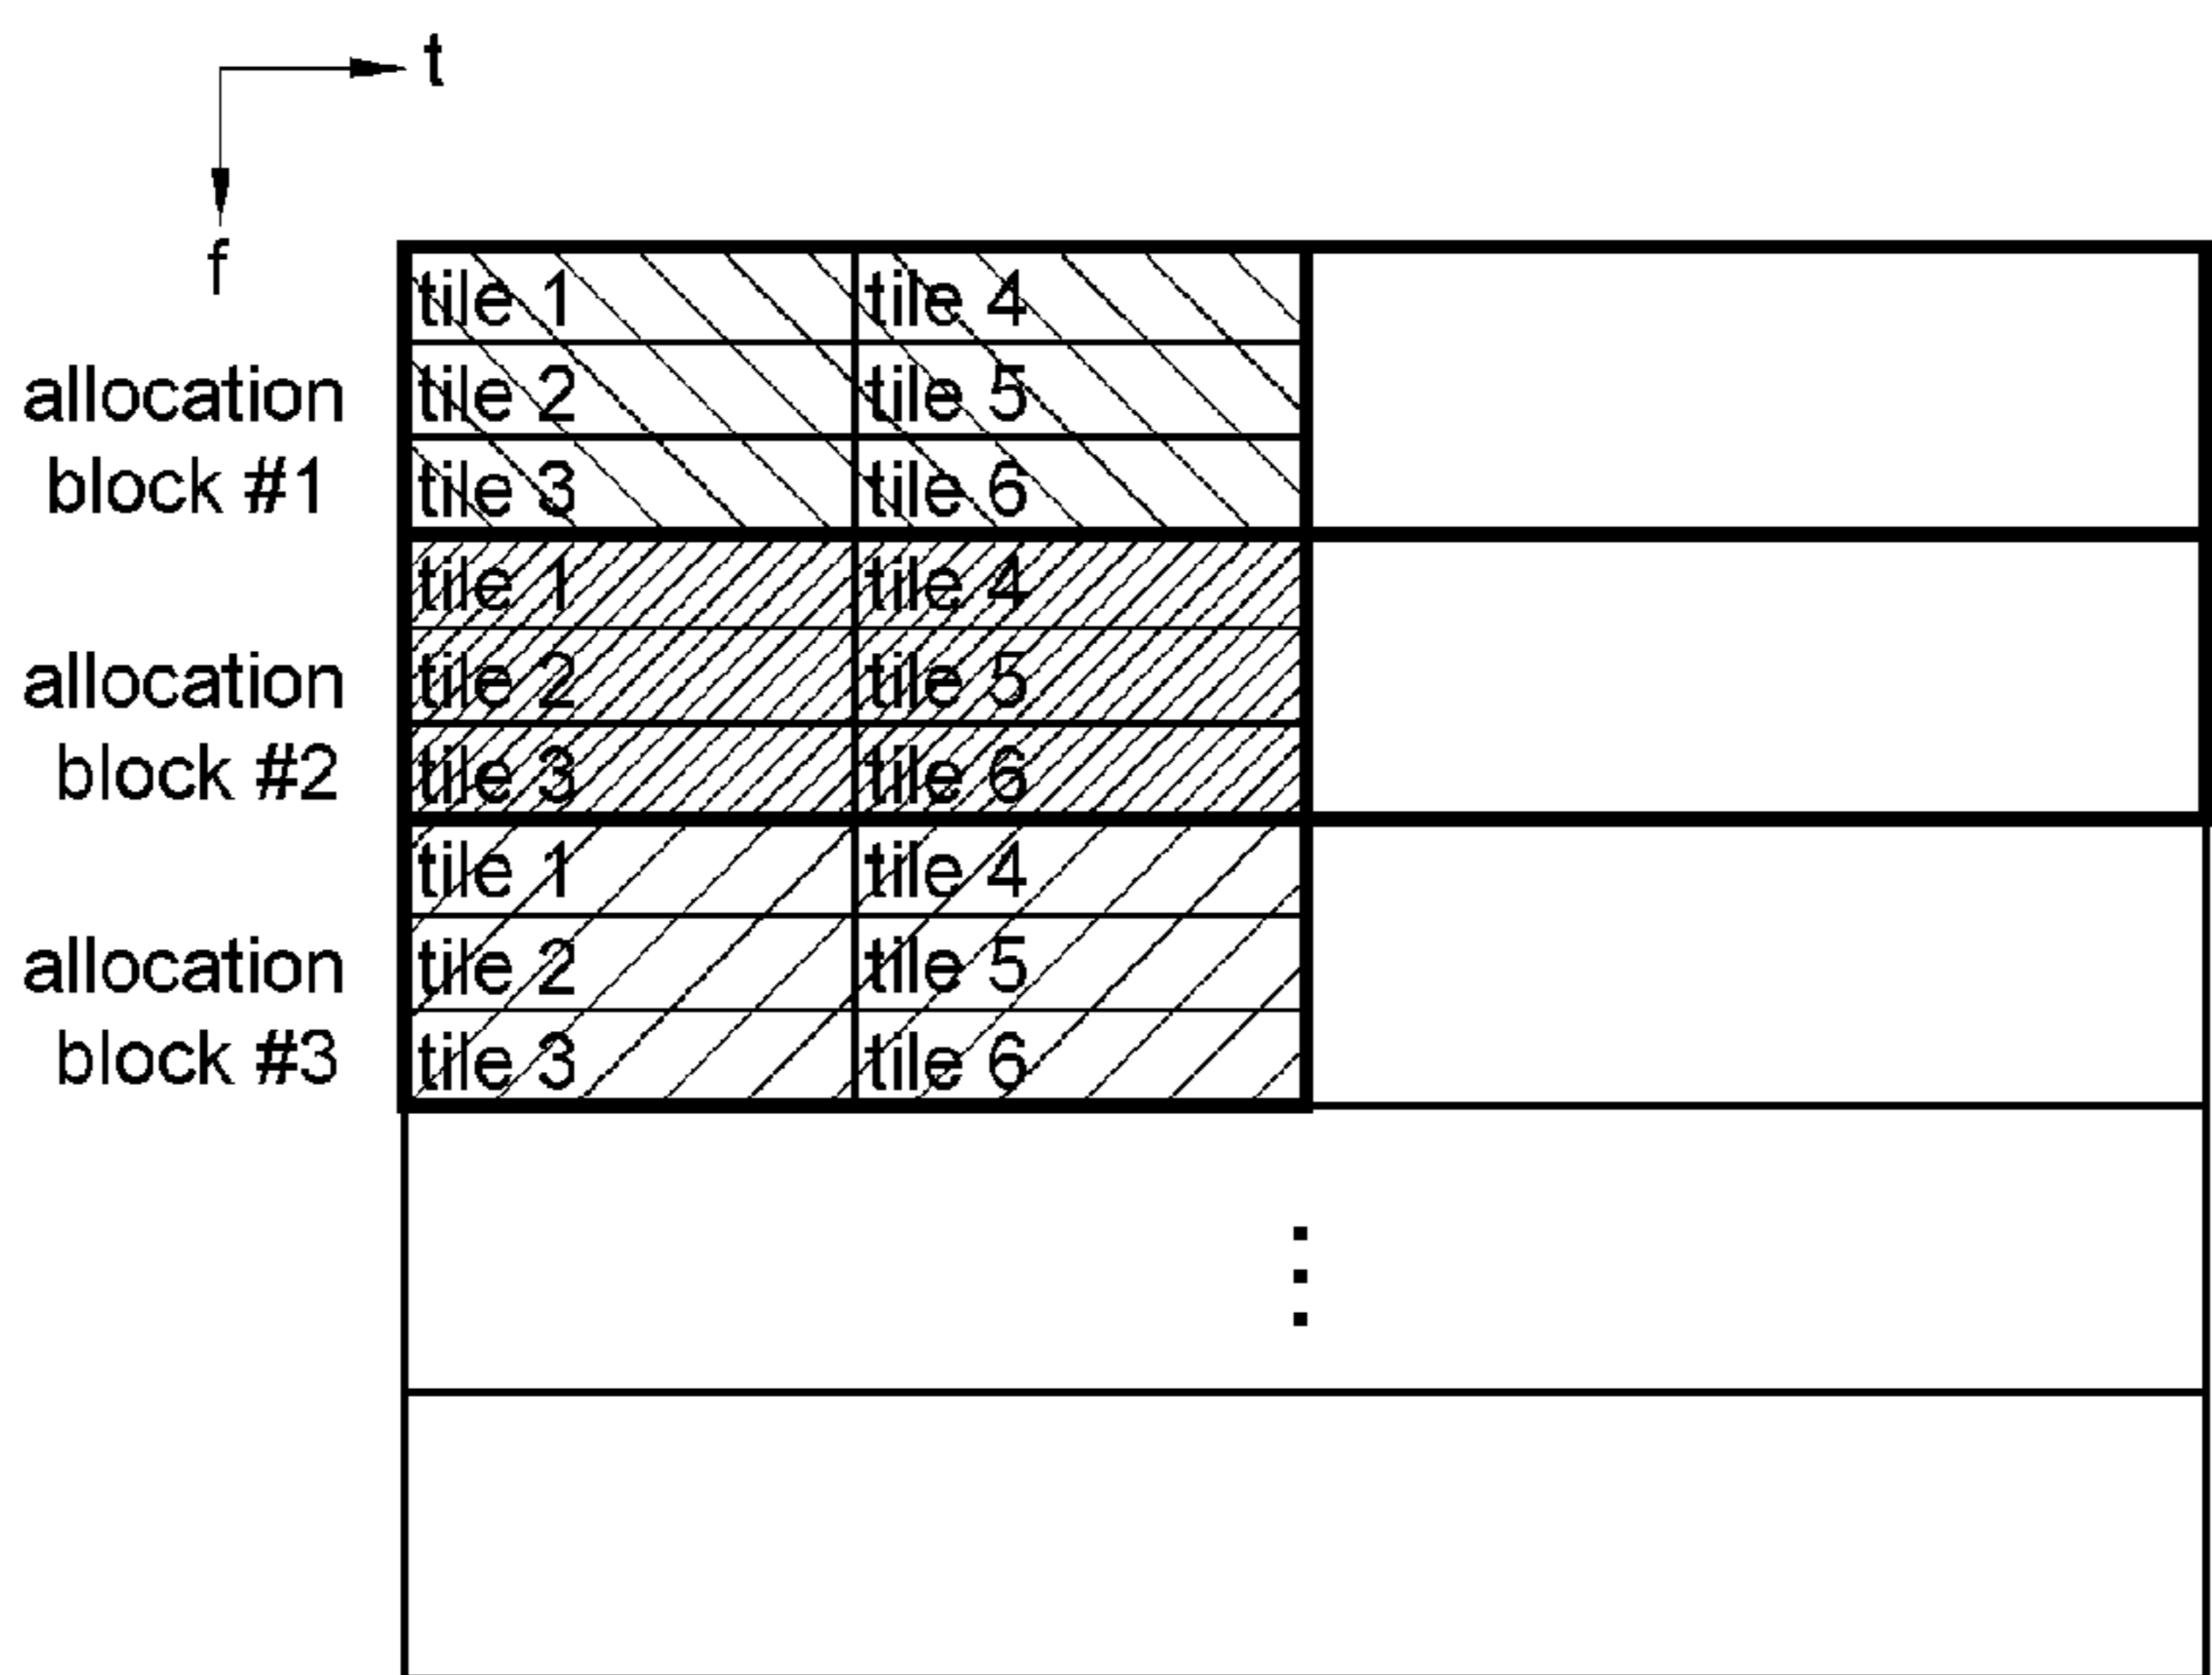 t
f
tile 1 tile 4
tile 2 tile 5
tile 3 tile 6
allocation
block #1
tile 1 tile 4
tile 2 tile 5
tile 3 tile 6
allocation
block #2
tile 1 tile 4
tile 2 tile 5
tile 3 tile 6
allocation
block #3